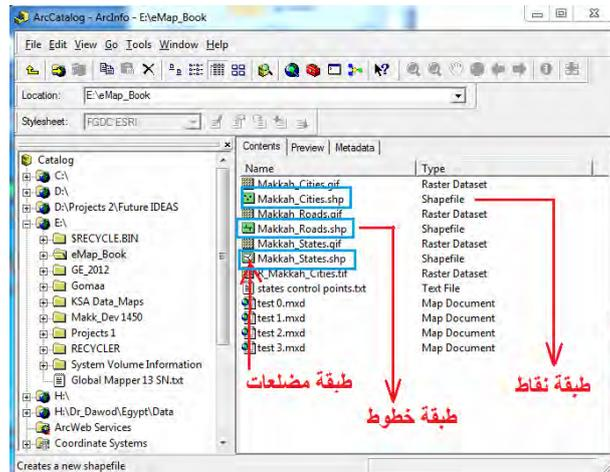 ArcCatalog - ArcInfo - E:\eMap_Book
File Edit View Go Tools Window Help
Location: E:\eMap_Book
Stylesheet: FGDC ESRI
Contents Preview Metadata
Catalog
C:\
D:\
D:\Projects 2\Future IDEAS
E:\
$RECYCLE.BIN
eMap_Book
GE_2012
Gomaa
KSA Data_Maps
Makk_Dev 1450
Projects 1
RECYCLER
System Volume Information
Global Mapper 13 SN.txt
H:\
H:\Dr_Dawod\Egypt\Data
ArcWeb Services
Coordinate Systems
Name Type
Makkah_Cities.gif Raster Dataset
Makkah_Cities.shp Shapefile
Makkah_Roads.gif Raster Dataset
Makkah_Roads.shp Shapefile
Makkah_States.gif Raster Dataset
Makkah_States.shp Shapefile
R_Makkah_Cities.tif Raster Dataset
states control points.txt Text File
test 0.mxd Map Document
test 1.mxd Map Document
test 2.mxd Map Document
test 3.mxd Map Document
طبقة مضلعات
طبقة نقاط
طبقة خطوط
Creates a new shapefile